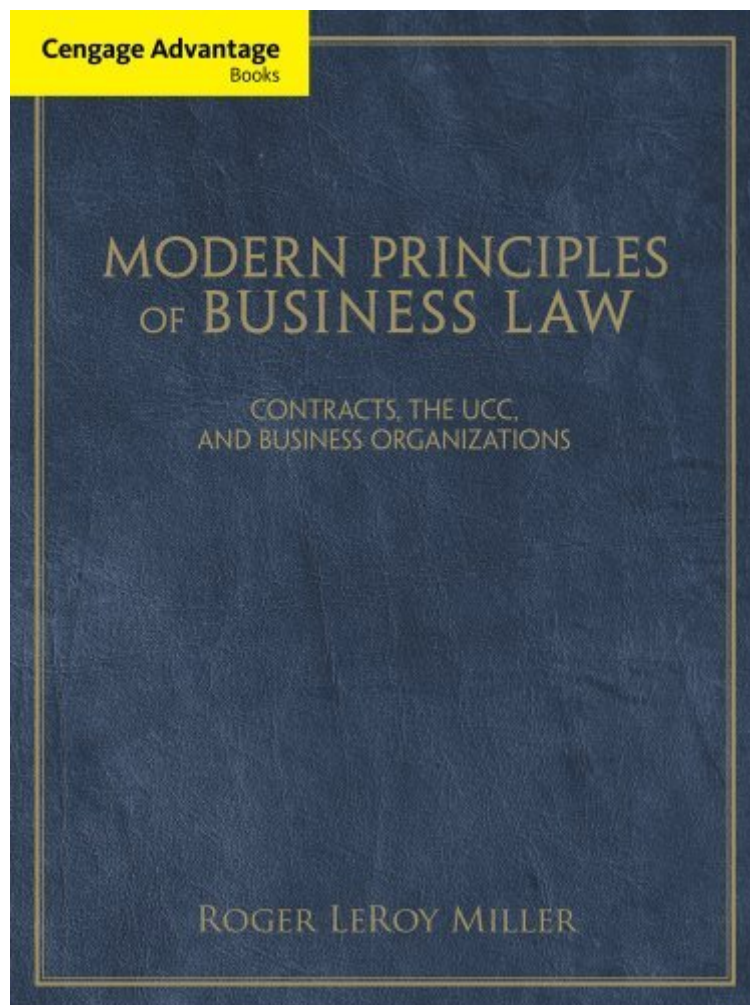 Cengage Advantage
Books
MODERN PRINCIPLES
OF BUSINESS LAW
CONTRACTS, THE UCC,
AND BUSINESS ORGANIZATIONS
ROGER LEROY MILLER